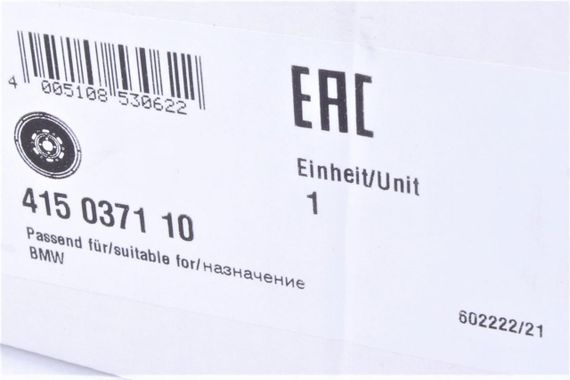 4 005108 530622
EAC
Einheit/Unit
1
415 0371 10
Passend für/suitable for/назначение
BMW
602222/21